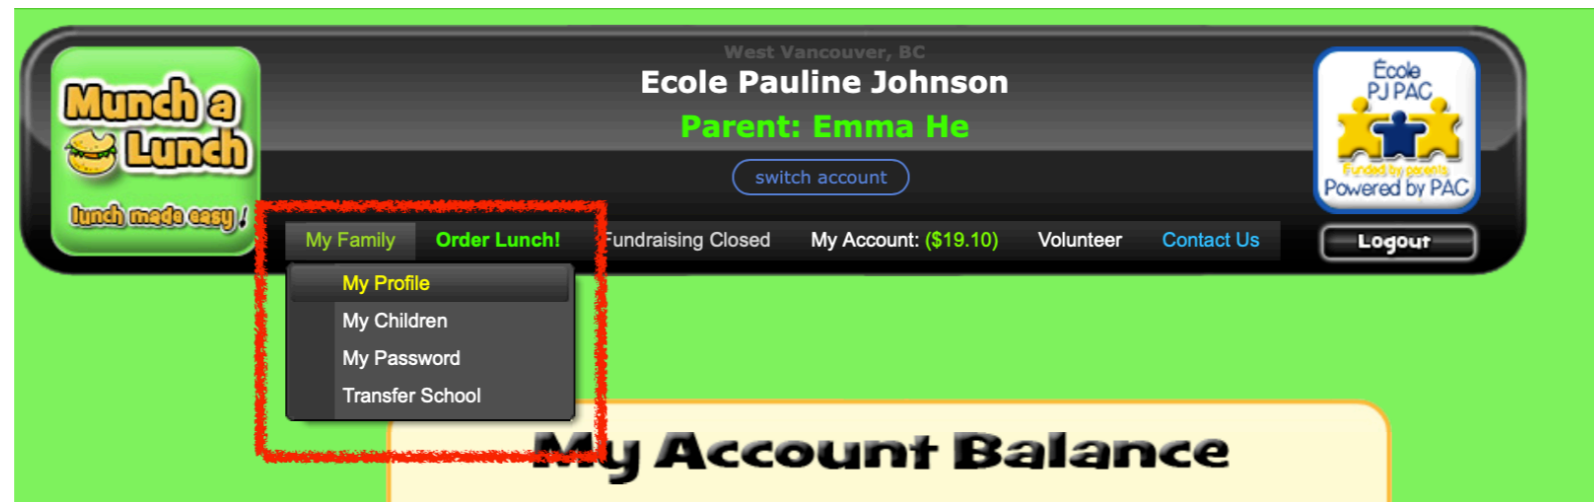 West Vancouver, BC
Ecole Pauline Johnson
Parent: Emma He
switch account
Munch a
Lunch
lunch made easy!
École
PJ PAC
Funded by parents
Powered by PAC
My Family Order Lunch! Fundraising Closed My Account: ($19.10) Volunteer Contact Us Logout
My Profile
My Children
My Password
Transfer School
My Account Balance